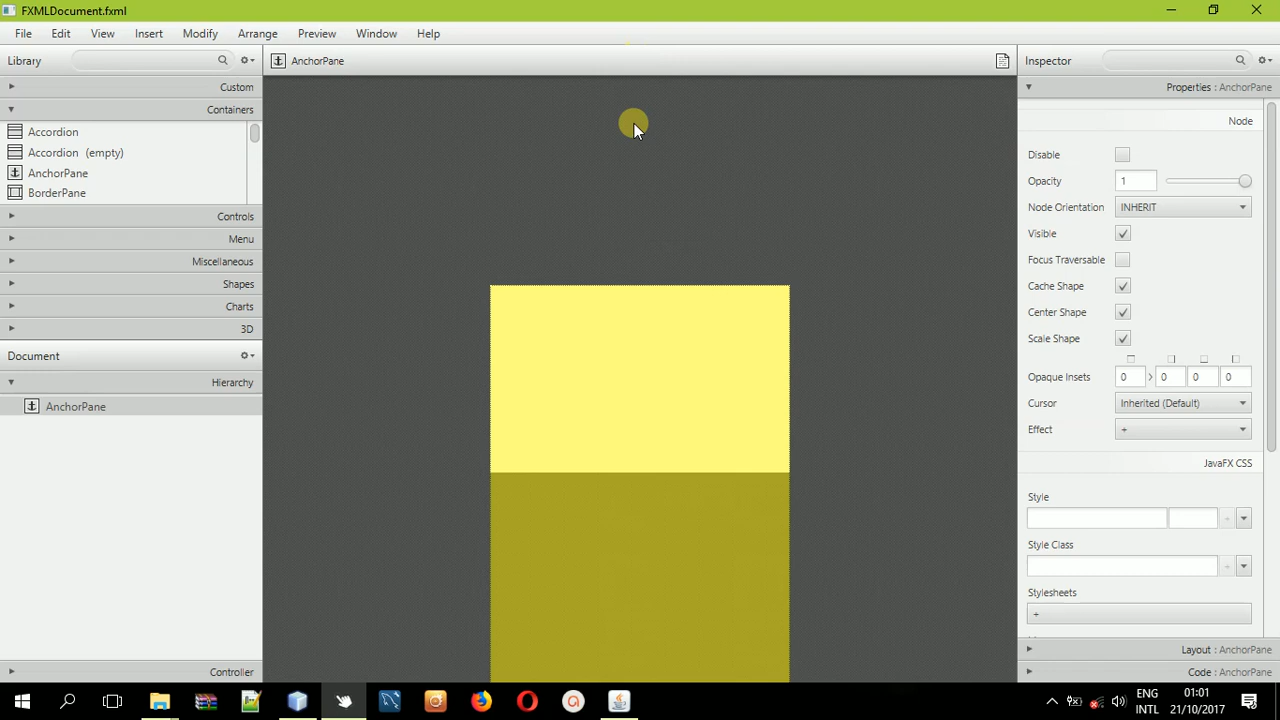 FXMLDocument.fxml
File Edit View Insert Modify Arrange Preview Window Help
Library
AnchorPane
Inspector
Custom
Containers
Accordion
Accordion (empty)
AnchorPane
BorderPane
Controls
Menu
Miscellaneous
Shapes
Charts
3D
Document
Hierarchy
AnchorPane
Controller
Properties : AnchorPane
Node
Disable
Opacity 1
Node Orientation INHERIT
Visible
Focus Traversable
Cache Shape
Center Shape
Scale Shape
Opaque Insets 0 0 0 0
Cursor Inherited (Default)
Effect +
JavaFX CSS
Style
Style Class
Stylesheets
+
Layout : AnchorPane
Code : AnchorPane
ENG
INTL
01:01
21/10/2017